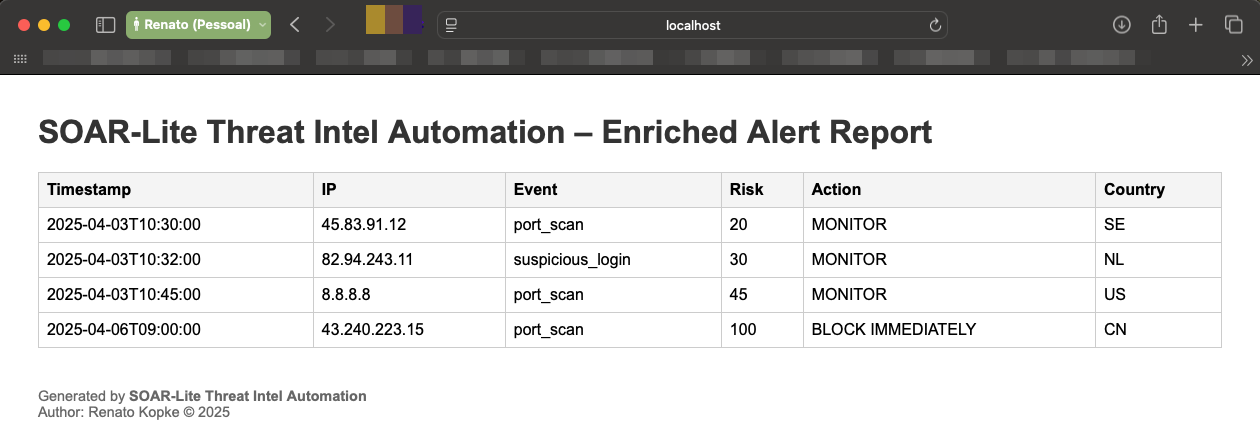 Renato (Pessoal)
localhost
SOAR-Lite Threat Intel Automation – Enriched Alert Report
Timestamp IP Event Risk Action Country
2025-04-03T10:30:00 45.83.91.12 port_scan 20 MONITOR SE
2025-04-03T10:32:00 82.94.243.11 suspicious_login 30 MONITOR NL
2025-04-03T10:45:00 8.8.8.8 port_scan 45 MONITOR US
2025-04-06T09:00:00 43.240.223.15 port_scan 100 BLOCK IMMEDIATELY CN
Generated by SOAR-Lite Threat Intel Automation
Author: Renato Kopke © 2025